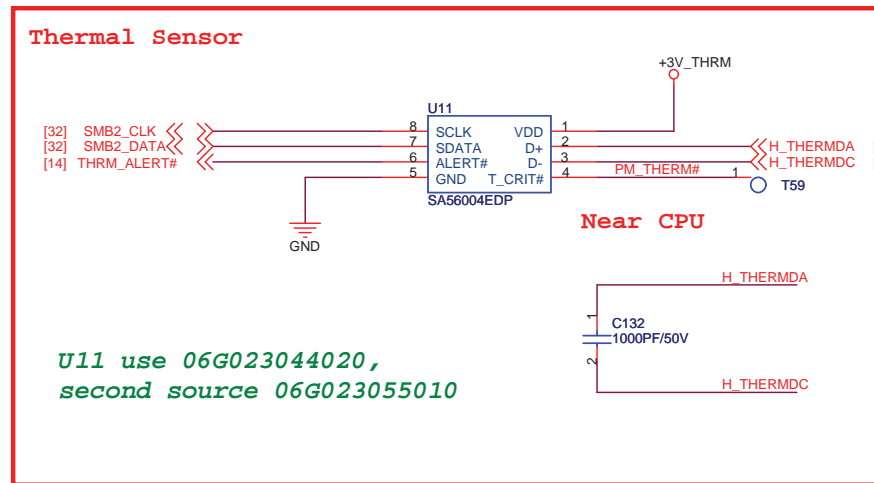 Thermal Sensor
+3V_THRM
U11
[32] SMB2_CLK 8 SCLK VDD 1
[32] SMB2_DATA 7 SDATA D+ 2 H_THERMDA
[14] THRM_ALERT# 6 ALERT# D- 3 H_THERMDC
5 GND T_CRIT# 4 PM_THERM# 1 T59
SA56004EDP
Near CPU
GND
H_THERMDA
1
C132
1000PF/50V
2
H_THERMDC
U11 use 06G023044020,
second source 06G023055010